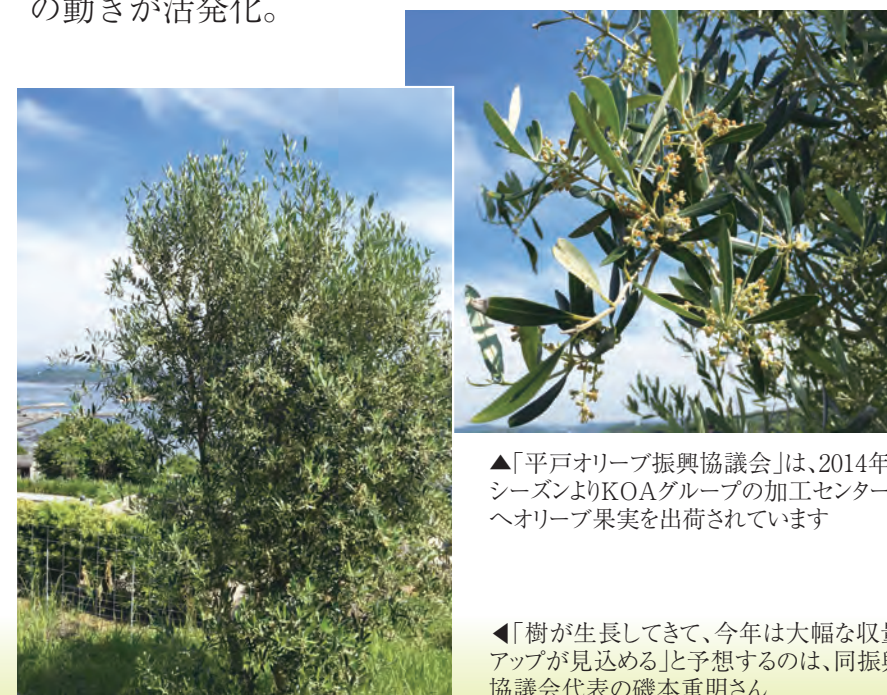 の動きが活発化。
▲「平戸オリーブ振興協議会」は、2014年
シーズンよりKOAグループの加工センター
へオリーブ果実を出荷されています
◀「樹が生長してきて、今年は大幅な収量
アップが見込める」と予想するのは、同振興
協議会代表の磯本重明さん